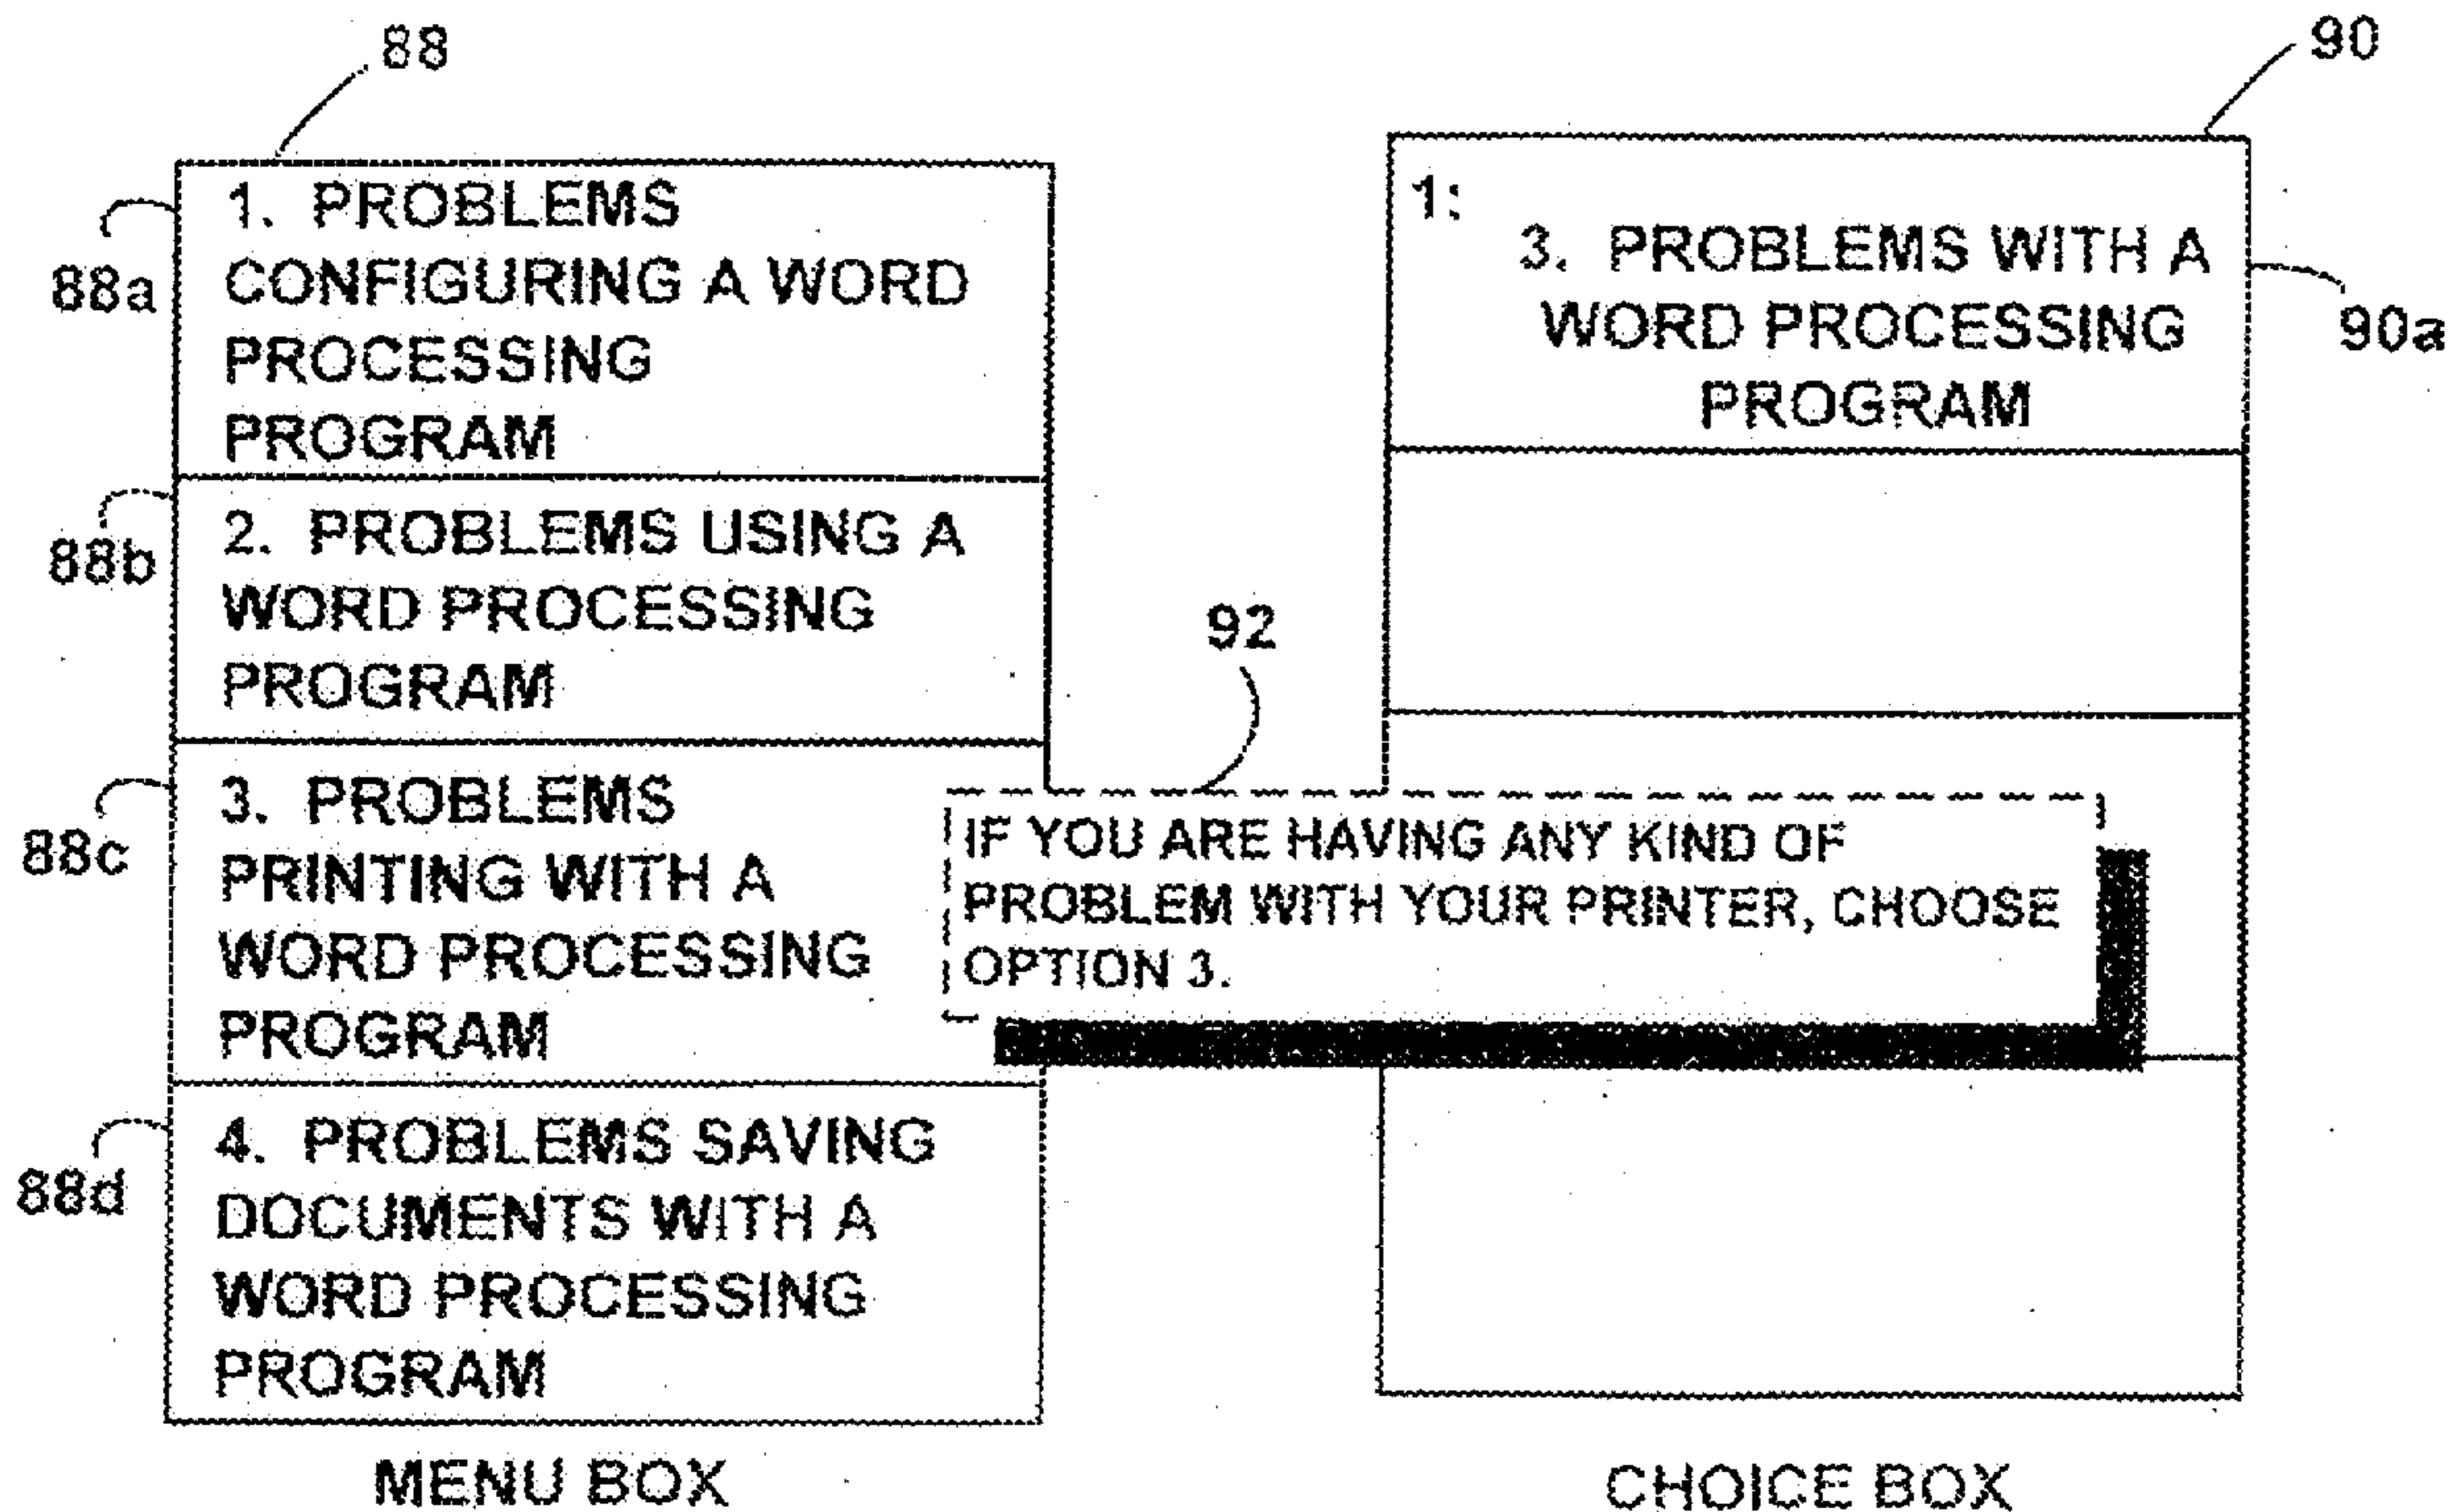 88
90
1. PROBLEMS
CONFIGURING A WORD
PROCESSING
PROGRAM
88a
2. PROBLEMS USING A
WORD PROCESSING
PROGRAM
88b
3. PROBLEMS
PRINTING WITH A
WORD PROCESSING
PROGRAM
88c
4. PROBLEMS SAVING
DOCUMENTS WITH A
WORD PROCESSING
PROGRAM
88d
MENU BOX
1:
3. PROBLEMS WITH A
WORD PROCESSING
PROGRAM
90a
92
IF YOU ARE HAVING ANY KIND OF
PROBLEM WITH YOUR PRINTER, CHOOSE
OPTION 3.
CHOICE BOX